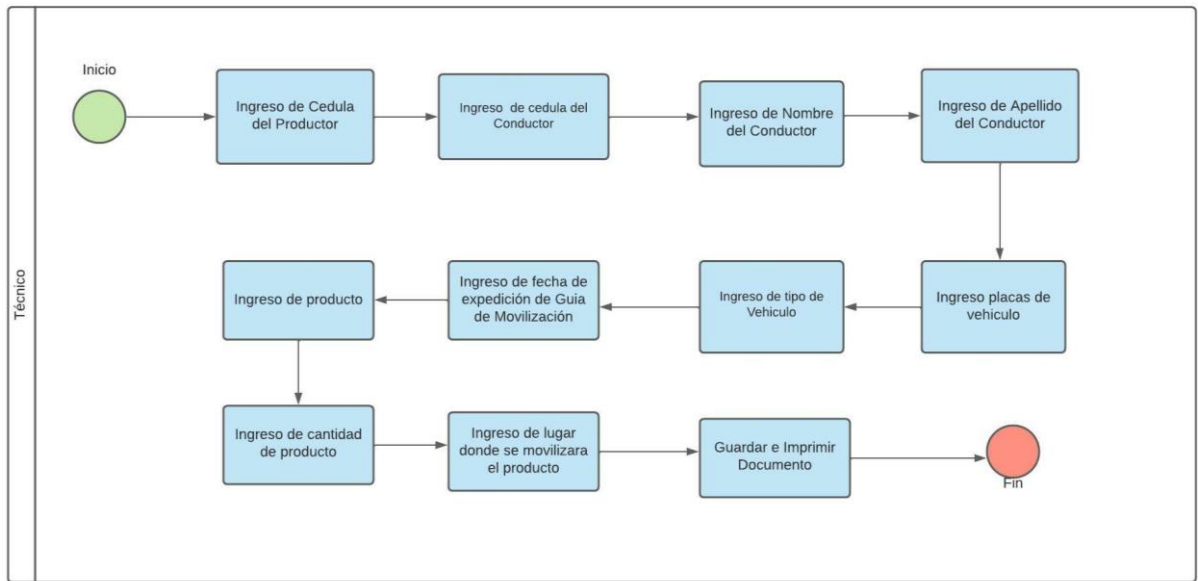 Técnico
Inicio
Ingreso de Cedula
del Productor
Ingreso de cedula del
Conductor
Ingreso de Nombre
del Conductor
Ingreso de Apellido
del Conductor
Ingreso placas de
vehiculo
Ingreso de tipo de
Vehiculo
Ingreso de fecha de
expedición de Guia
de Movilización
Ingreso de producto
Ingreso de cantidad
de producto
Ingreso de lugar
donde se movilizara
el producto
Guardar e Imprimir
Documento
Fin